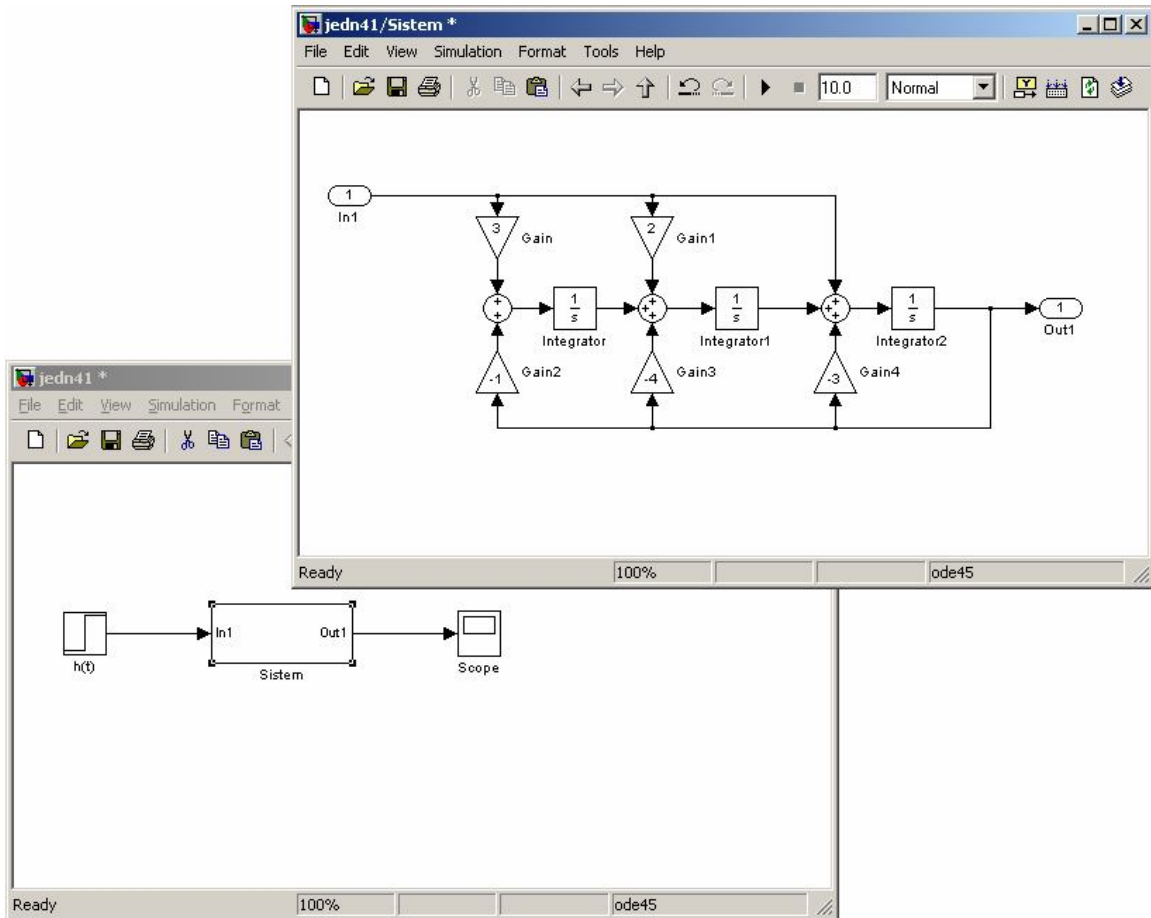 jedn41/Sistem *
File Edit View Simulation Format Tools Help
10.0 Normal
1
In1
3
Gain
2
Gain1
+
+
1
s
Integrator
+
+
+
1
s
Integrator1
+
+
+
1
s
Integrator2
1
Out1
-1
Gain2
-4
Gain3
-3
Gain4
Ready 100% ode45
jedn41 *
File Edit View Simulation Format
h(t)
In1 Out1
Sistem
Scope
Ready 100% ode45